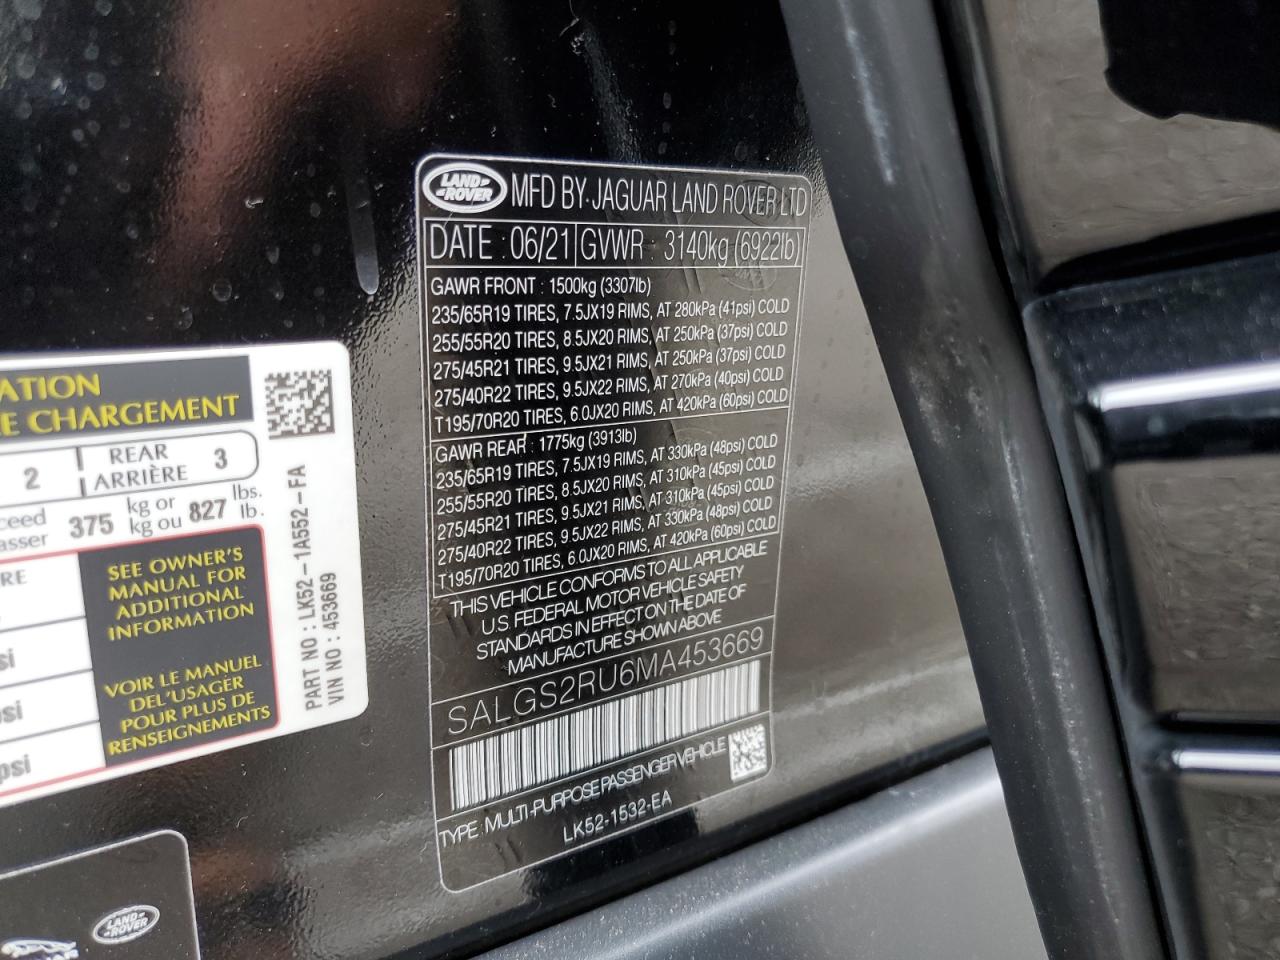 LAND ROVER
MFD BY: JAGUAR LAND ROVER LTD
DATE : 06/21 GVWR : 3140kg (6922lb)
GAWR FRONT : 1500kg (3307lb)
235/65R19 TIRES, 7.5JX19 RIMS, AT 280kPa (41psi) COLD
255/55R20 TIRES, 8.5JX20 RIMS, AT 250kPa (37psi) COLD
275/45R21 TIRES, 9.5JX21 RIMS, AT 250kPa (37psi) COLD
275/40R22 TIRES, 9.5JX22 RIMS, AT 270kPa (40psi) COLD
T195/70R20 TIRES, 6.0JX20 RIMS, AT 420kPa (60psi) COLD
GAWR REAR : 1775kg (3913lb)
235/65R19 TIRES, 7.5JX19 RIMS, AT 330kPa (48psi) COLD
255/55R20 TIRES, 8.5JX20 RIMS, AT 310kPa (45psi) COLD
275/45R21 TIRES, 9.5JX21 RIMS, AT 310kPa (45psi) COLD
275/40R22 TIRES, 9.5JX22 RIMS, AT 330kPa (48psi) COLD
T195/70R20 TIRES, 6.0JX20 RIMS, AT 420kPa (60psi) COLD
THIS VEHICLE CONFORMS TO ALL APPLICABLE
U.S. FEDERAL MOTOR VEHICLE SAFETY
STANDARDS IN EFFECT ON THE DATE OF
MANUFACTURE SHOWN ABOVE
SALGS2RU6MA453669
TYPE : MULTI-PURPOSE PASSENGER VEHICLE
LK52-1532-EA
ATION
E CHARGEMENT
2 REAR 3
ARRIÈRE
ceed 375 kg or 827 lbs.
asser kg ou lb.
RE
SEE OWNER'S
MANUAL FOR
ADDITIONAL
INFORMATION
si
VOIR LE MANUEL
DEL'USAGER
POUR PLUS DE
RENSEIGNEMENTS
si
psi
PART NO : LK52-1A552-FA
VIN NO : 453669
LAND ROVER